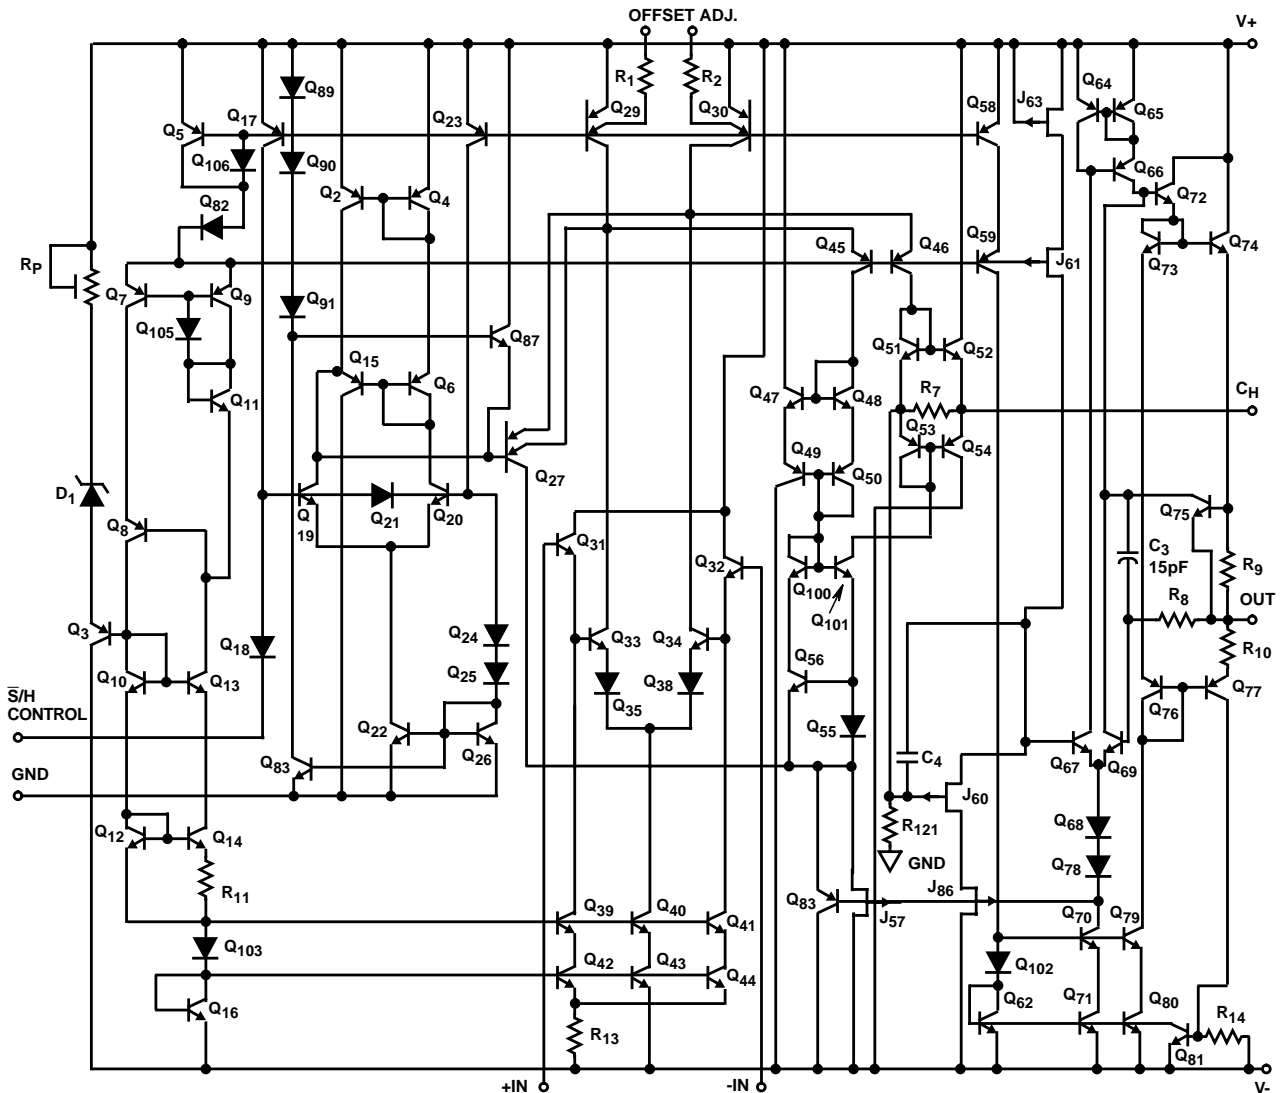 OFFSET ADJ.
V+
R1
R2
Q89
J63
Q64
Q5
Q17
Q23
Q29
Q30
Q58
Q65
Q106
Q90
Q66
Q2
Q4
Q72
Q82
Q45
Q46
Q59
J61
Q73
Q74
RP
Q7
Q9
Q91
Q105
Q87
Q51
Q52
Q15
Q6
Q11
Q47
Q48
R7
CH
Q53
Q54
Q49
Q50
Q27
D1
Q8
Q
19
Q21
Q20
Q75
Q31
Q32
C3
15pF
R9
Q100
Q101
R8
OUT
Q3
Q18
Q24
Q33
Q34
R10
Q10
Q13
Q25
Q56
Q35
Q38
Q76
Q77
S̅/H
CONTROL
Q22
Q26
Q55
C4
Q67
Q69
Q83
GND
J60
Q12
Q14
R121
GND
Q68
Q78
R11
J86
Q39
Q40
Q41
Q83
J57
Q70
Q79
Q103
Q42
Q43
Q44
Q102
Q16
Q62
Q71
Q80
R13
R14
Q81
+IN
-IN
V-